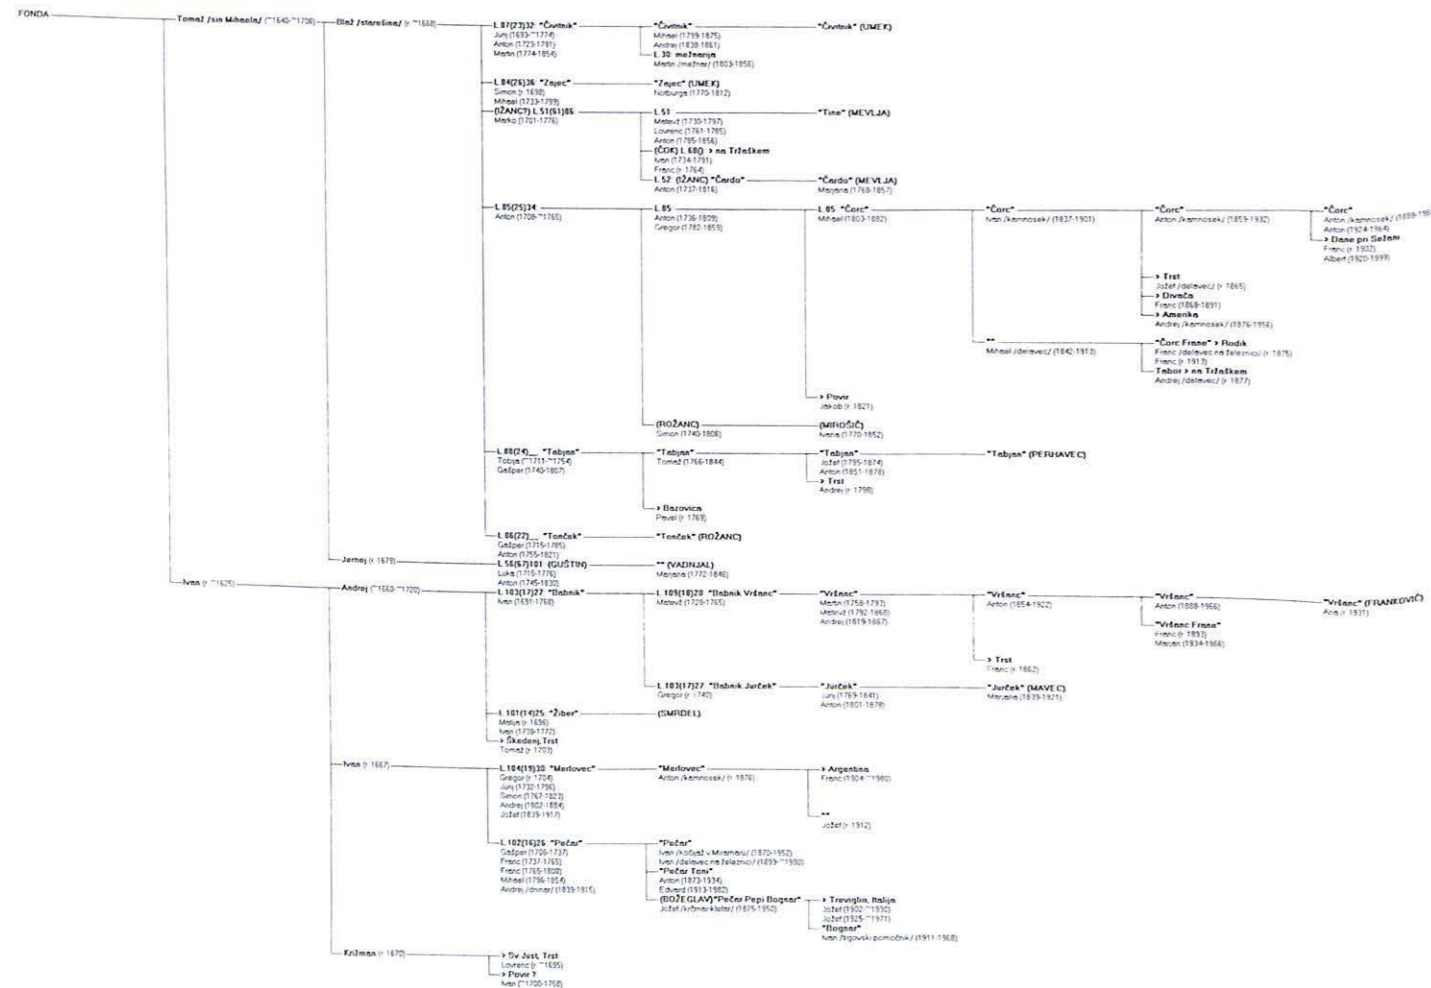 FONDA
Tomaž /sin Mihaela/ (~1640-~1706)
Blaž /starešina/ (r. ~1668)
L.87(23)32 "Čivitnik"
Jurij (1693-~1774)
Anton (1723-1791)
Martin (1774-1854)
"Čivitnik"
Mihael (1799-1875)
Andrej (1838-1861)
L.30 mežnarija
Martin /mežnar/ (1803-1856)
"Čivitnik" (UMEK)
L.84(26)36 "Zajec"
Simon (r. 1698)
Mihael (1733-1799)
"Zajec" (UMEK)
Notburga (1770-1812)
(IŽANC?) L.51(61)86
Marko (1701-1776)
L.51
Matevž (1730-1797)
Lovrenc (1761-1785)
Anton (1785-1856)
"Tine" (MEVLJA)
(ČOK) L.68() > na Tržaškem
Ivan (1734-1791)
Franc (r. 1764)
L.52 (IŽANC) "Čardo"
Anton (1737-1816)
"Čardo" (MEVLJA)
Marjana (1768-1857)
L.85(25)34
Anton (1708-~1765)
L.85
Anton (1736-1809)
Gregor (1782-1859)
L.85 "Čorc"
Mihael (1803-1882)
"Čorc"
Ivan /kamnosek/ (1837-1901)
"Čorc"
Anton /kamnosek/ (1859-1932)
"Čorc"
Anton /kamnosek/
Anton (1924-1964)
> Dane pri Sežani
Franc (r. 1902)
Albert (1920-1999)
> Trst
Jožef /delavec/ (r. 1865)
> Divača
Franc (1868-1891)
> Amerika
Andrej /kamnosek/ (1876-1956)
""
Mihael /delavec/ (1842-1913)
"Čorc Franc" > Rodik
Franc /delavec na železnici/ (r. 1875)
Franc (r. 1913)
Tabor > na Tržaškem
Andrej /delavec/ (r. 1877)
> Povir
Jakob (r. 1821)
(ROŽANC)
Simon (1740-1806)
(MIROŠIČ)
Ivana (1770-1852)
L.88(24)__ "Tabjan"
Tobija (~1711-~1754)
Gašper (1740-1807)
"Tabjan"
Tomaž (1766-1844)
"Tabjan"
Jožef (1795-1874)
Anton (1851-1878)
> Trst
Andrej (r. 1798)
"Tabjan" (PERHAVEC)
> Bazovica
Pavel (r. 1769)
L.86(22)__ "Tonček"
Gašper (1715-1785)
Anton (1755-1821)
"Tonček" (ROŽANC)
Jernej (r. 1679)
L.56(67)101 (GUŠTIN)
Luka (1715-1776)
Anton (1745-1830)
"" (VADNJAL)
Marjana (1772-1846)
Ivan (r. ~1625)
Andrej (~1660-~1720)
L.103(17)27 "Babnik"
Ivan (1691-1768)
L.109(18)28 "Babnik Vršanc"
Matevž (1728-1765)
"Vršanc"
Martin (1758-1793)
Matevž (1792-1868)
Andrej (1819-1867)
"Vršanc"
Anton (1854-1922)
"Vršanc"
Anton (1888-1966)
"Vršanc" (FRANKOVIČ)
Ana (r. 1931)
"Vršanc Franc"
Franc (r. 1893)
Marjan (1934-1966)
> Trst
Franc (r. 1862)
L.103(17)27 "Babnik Jurček"
Gregor (r. 1740)
"Jurček"
Jurij (1769-1841)
Anton (1801-1878)
"Jurček" (MAVEC)
Marjana (1839-1921)
L.101(14)25 "Žiber"
Matija (r. 1696)
Ivan (1738-1772)
(SMRDEL)
> Škedenj, Trst
Tomaž (r. 1703)
Ivan (r. 1667)
L.104(19)30 "Merlovec"
Gregor (r. 1704)
Jurij (1732-1796)
Simon (1767-1823)
Andrej (1802-1884)
Jožef (1839-1917)
"Merlovec"
Anton /kamnosek/ (r. 1876)
> Argentina
Franc (1904-~1980)
""
Jožef (r. 1912)
L.102(16)26 "Pečar"
Gašper (1706-1737)
Franc (1737-1765)
Franc (1765-1808)
Mihael (1796-1854)
Andrej /dninar/ (1839-1915)
"Pečar"
Ivan /kočijaž v Miramaru/ (1870-1952)
Ivan /delavec na železnici/ (1899-~1990)
"Pečar Toni"
Anton (1873-1934)
Edvard (1913-1982)
(BOŽEGLAV)"Pečar Pepi Bognar"
Jožef /krčmar-kletar/ (1875-1950)
> Treviglio, Italija
Jožef (1902-~1930)
Jožef (1925-~1971)
"Bognar"
Ivan /trgovski pomočnik/ (1911-1968)
Križman (r. 1670)
> Sv. Just, Trst
Lovrenc (r. ~1695)
> Povir ?
Ivan (~1700-1758)